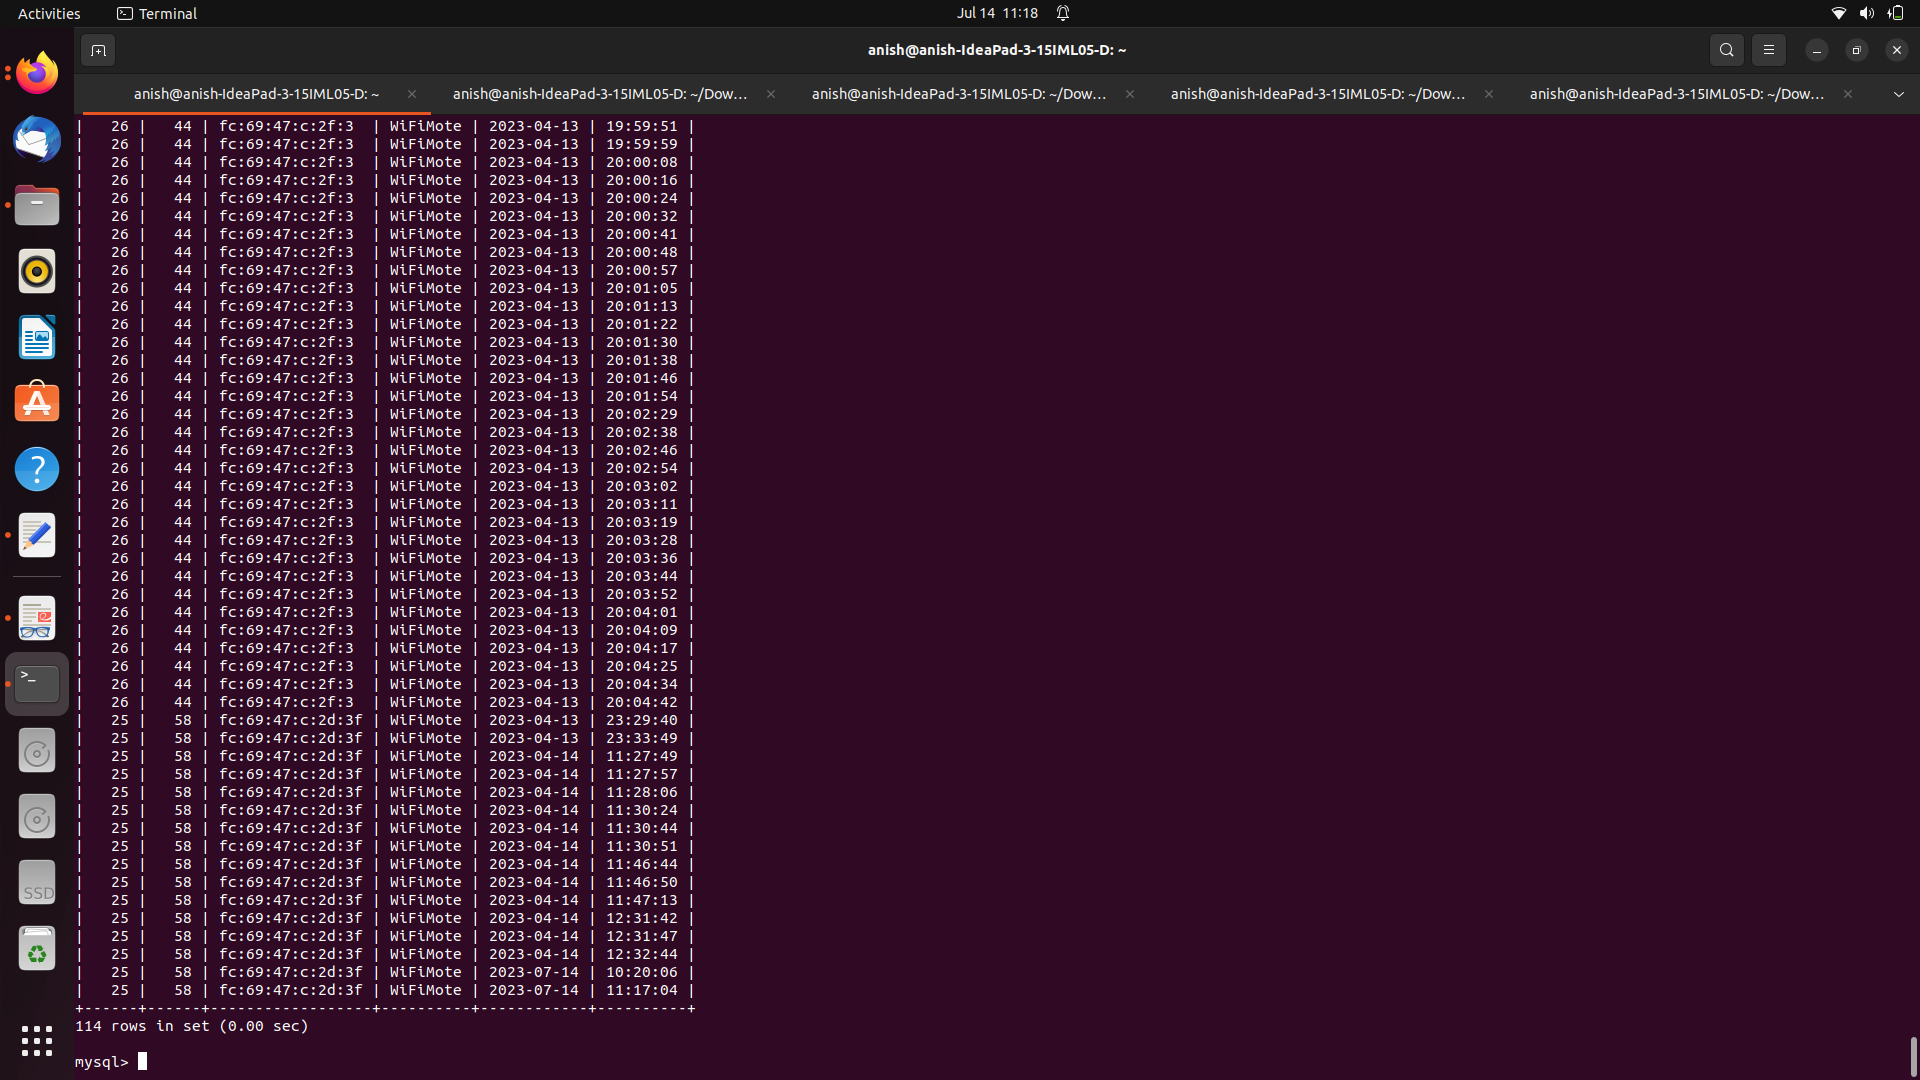 Activities
Terminal
Jul 14 11:18
anish@anish-IdeaPad-3-15IML05-D: ~
anish@anish-IdeaPad-3-15IML05-D: ~
anish@anish-IdeaPad-3-15IML05-D: ~/Dow...
anish@anish-IdeaPad-3-15IML05-D: ~/Dow...
anish@anish-IdeaPad-3-15IML05-D: ~/Dow...
anish@anish-IdeaPad-3-15IML05-D: ~/Dow...
|   26 |   44 | fc:69:47:c:2f:3  | WiFiMote | 2023-04-13 | 19:59:51 |
|   26 |   44 | fc:69:47:c:2f:3  | WiFiMote | 2023-04-13 | 19:59:59 |
|   26 |   44 | fc:69:47:c:2f:3  | WiFiMote | 2023-04-13 | 20:00:08 |
|   26 |   44 | fc:69:47:c:2f:3  | WiFiMote | 2023-04-13 | 20:00:16 |
|   26 |   44 | fc:69:47:c:2f:3  | WiFiMote | 2023-04-13 | 20:00:24 |
|   26 |   44 | fc:69:47:c:2f:3  | WiFiMote | 2023-04-13 | 20:00:32 |
|   26 |   44 | fc:69:47:c:2f:3  | WiFiMote | 2023-04-13 | 20:00:41 |
|   26 |   44 | fc:69:47:c:2f:3  | WiFiMote | 2023-04-13 | 20:00:48 |
|   26 |   44 | fc:69:47:c:2f:3  | WiFiMote | 2023-04-13 | 20:00:57 |
|   26 |   44 | fc:69:47:c:2f:3  | WiFiMote | 2023-04-13 | 20:01:05 |
|   26 |   44 | fc:69:47:c:2f:3  | WiFiMote | 2023-04-13 | 20:01:13 |
|   26 |   44 | fc:69:47:c:2f:3  | WiFiMote | 2023-04-13 | 20:01:22 |
|   26 |   44 | fc:69:47:c:2f:3  | WiFiMote | 2023-04-13 | 20:01:30 |
|   26 |   44 | fc:69:47:c:2f:3  | WiFiMote | 2023-04-13 | 20:01:38 |
|   26 |   44 | fc:69:47:c:2f:3  | WiFiMote | 2023-04-13 | 20:01:46 |
|   26 |   44 | fc:69:47:c:2f:3  | WiFiMote | 2023-04-13 | 20:01:54 |
|   26 |   44 | fc:69:47:c:2f:3  | WiFiMote | 2023-04-13 | 20:02:29 |
|   26 |   44 | fc:69:47:c:2f:3  | WiFiMote | 2023-04-13 | 20:02:38 |
|   26 |   44 | fc:69:47:c:2f:3  | WiFiMote | 2023-04-13 | 20:02:46 |
|   26 |   44 | fc:69:47:c:2f:3  | WiFiMote | 2023-04-13 | 20:02:54 |
|   26 |   44 | fc:69:47:c:2f:3  | WiFiMote | 2023-04-13 | 20:03:02 |
|   26 |   44 | fc:69:47:c:2f:3  | WiFiMote | 2023-04-13 | 20:03:11 |
|   26 |   44 | fc:69:47:c:2f:3  | WiFiMote | 2023-04-13 | 20:03:19 |
|   26 |   44 | fc:69:47:c:2f:3  | WiFiMote | 2023-04-13 | 20:03:28 |
|   26 |   44 | fc:69:47:c:2f:3  | WiFiMote | 2023-04-13 | 20:03:36 |
|   26 |   44 | fc:69:47:c:2f:3  | WiFiMote | 2023-04-13 | 20:03:44 |
|   26 |   44 | fc:69:47:c:2f:3  | WiFiMote | 2023-04-13 | 20:03:52 |
|   26 |   44 | fc:69:47:c:2f:3  | WiFiMote | 2023-04-13 | 20:04:01 |
|   26 |   44 | fc:69:47:c:2f:3  | WiFiMote | 2023-04-13 | 20:04:09 |
|   26 |   44 | fc:69:47:c:2f:3  | WiFiMote | 2023-04-13 | 20:04:17 |
|   26 |   44 | fc:69:47:c:2f:3  | WiFiMote | 2023-04-13 | 20:04:25 |
|   26 |   44 | fc:69:47:c:2f:3  | WiFiMote | 2023-04-13 | 20:04:34 |
|   26 |   44 | fc:69:47:c:2f:3  | WiFiMote | 2023-04-13 | 20:04:42 |
|   25 |   58 | fc:69:47:c:2d:3f | WiFiMote | 2023-04-13 | 23:29:40 |
|   25 |   58 | fc:69:47:c:2d:3f | WiFiMote | 2023-04-13 | 23:33:49 |
|   25 |   58 | fc:69:47:c:2d:3f | WiFiMote | 2023-04-14 | 11:27:49 |
|   25 |   58 | fc:69:47:c:2d:3f | WiFiMote | 2023-04-14 | 11:27:57 |
|   25 |   58 | fc:69:47:c:2d:3f | WiFiMote | 2023-04-14 | 11:28:06 |
|   25 |   58 | fc:69:47:c:2d:3f | WiFiMote | 2023-04-14 | 11:30:24 |
|   25 |   58 | fc:69:47:c:2d:3f | WiFiMote | 2023-04-14 | 11:30:44 |
|   25 |   58 | fc:69:47:c:2d:3f | WiFiMote | 2023-04-14 | 11:30:51 |
|   25 |   58 | fc:69:47:c:2d:3f | WiFiMote | 2023-04-14 | 11:46:44 |
|   25 |   58 | fc:69:47:c:2d:3f | WiFiMote | 2023-04-14 | 11:46:50 |
|   25 |   58 | fc:69:47:c:2d:3f | WiFiMote | 2023-04-14 | 11:47:13 |
|   25 |   58 | fc:69:47:c:2d:3f | WiFiMote | 2023-04-14 | 12:31:42 |
|   25 |   58 | fc:69:47:c:2d:3f | WiFiMote | 2023-04-14 | 12:31:47 |
|   25 |   58 | fc:69:47:c:2d:3f | WiFiMote | 2023-04-14 | 12:32:44 |
|   25 |   58 | fc:69:47:c:2d:3f | WiFiMote | 2023-07-14 | 10:20:06 |
|   25 |   58 | fc:69:47:c:2d:3f | WiFiMote | 2023-07-14 | 11:17:04 |
+------+------+------------------+----------+------------+----------+
114 rows in set (0.00 sec)
mysql>
SSD